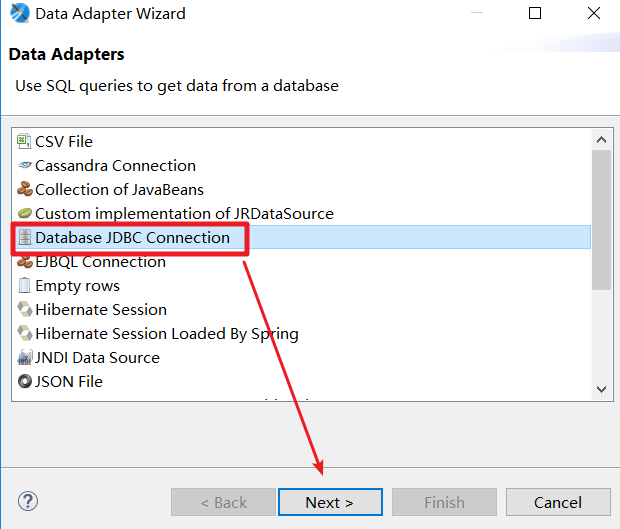 Data Adapter Wizard
Data Adapters
Use SQL queries to get data from a database
CSV File
Cassandra Connection
Collection of JavaBeans
Custom implementation of JRDataSource
Database JDBC Connection
EJBQL Connection
Empty rows
Hibernate Session
Hibernate Session Loaded By Spring
JNDI Data Source
JSON File
?
< Back
Next >
Finish
Cancel